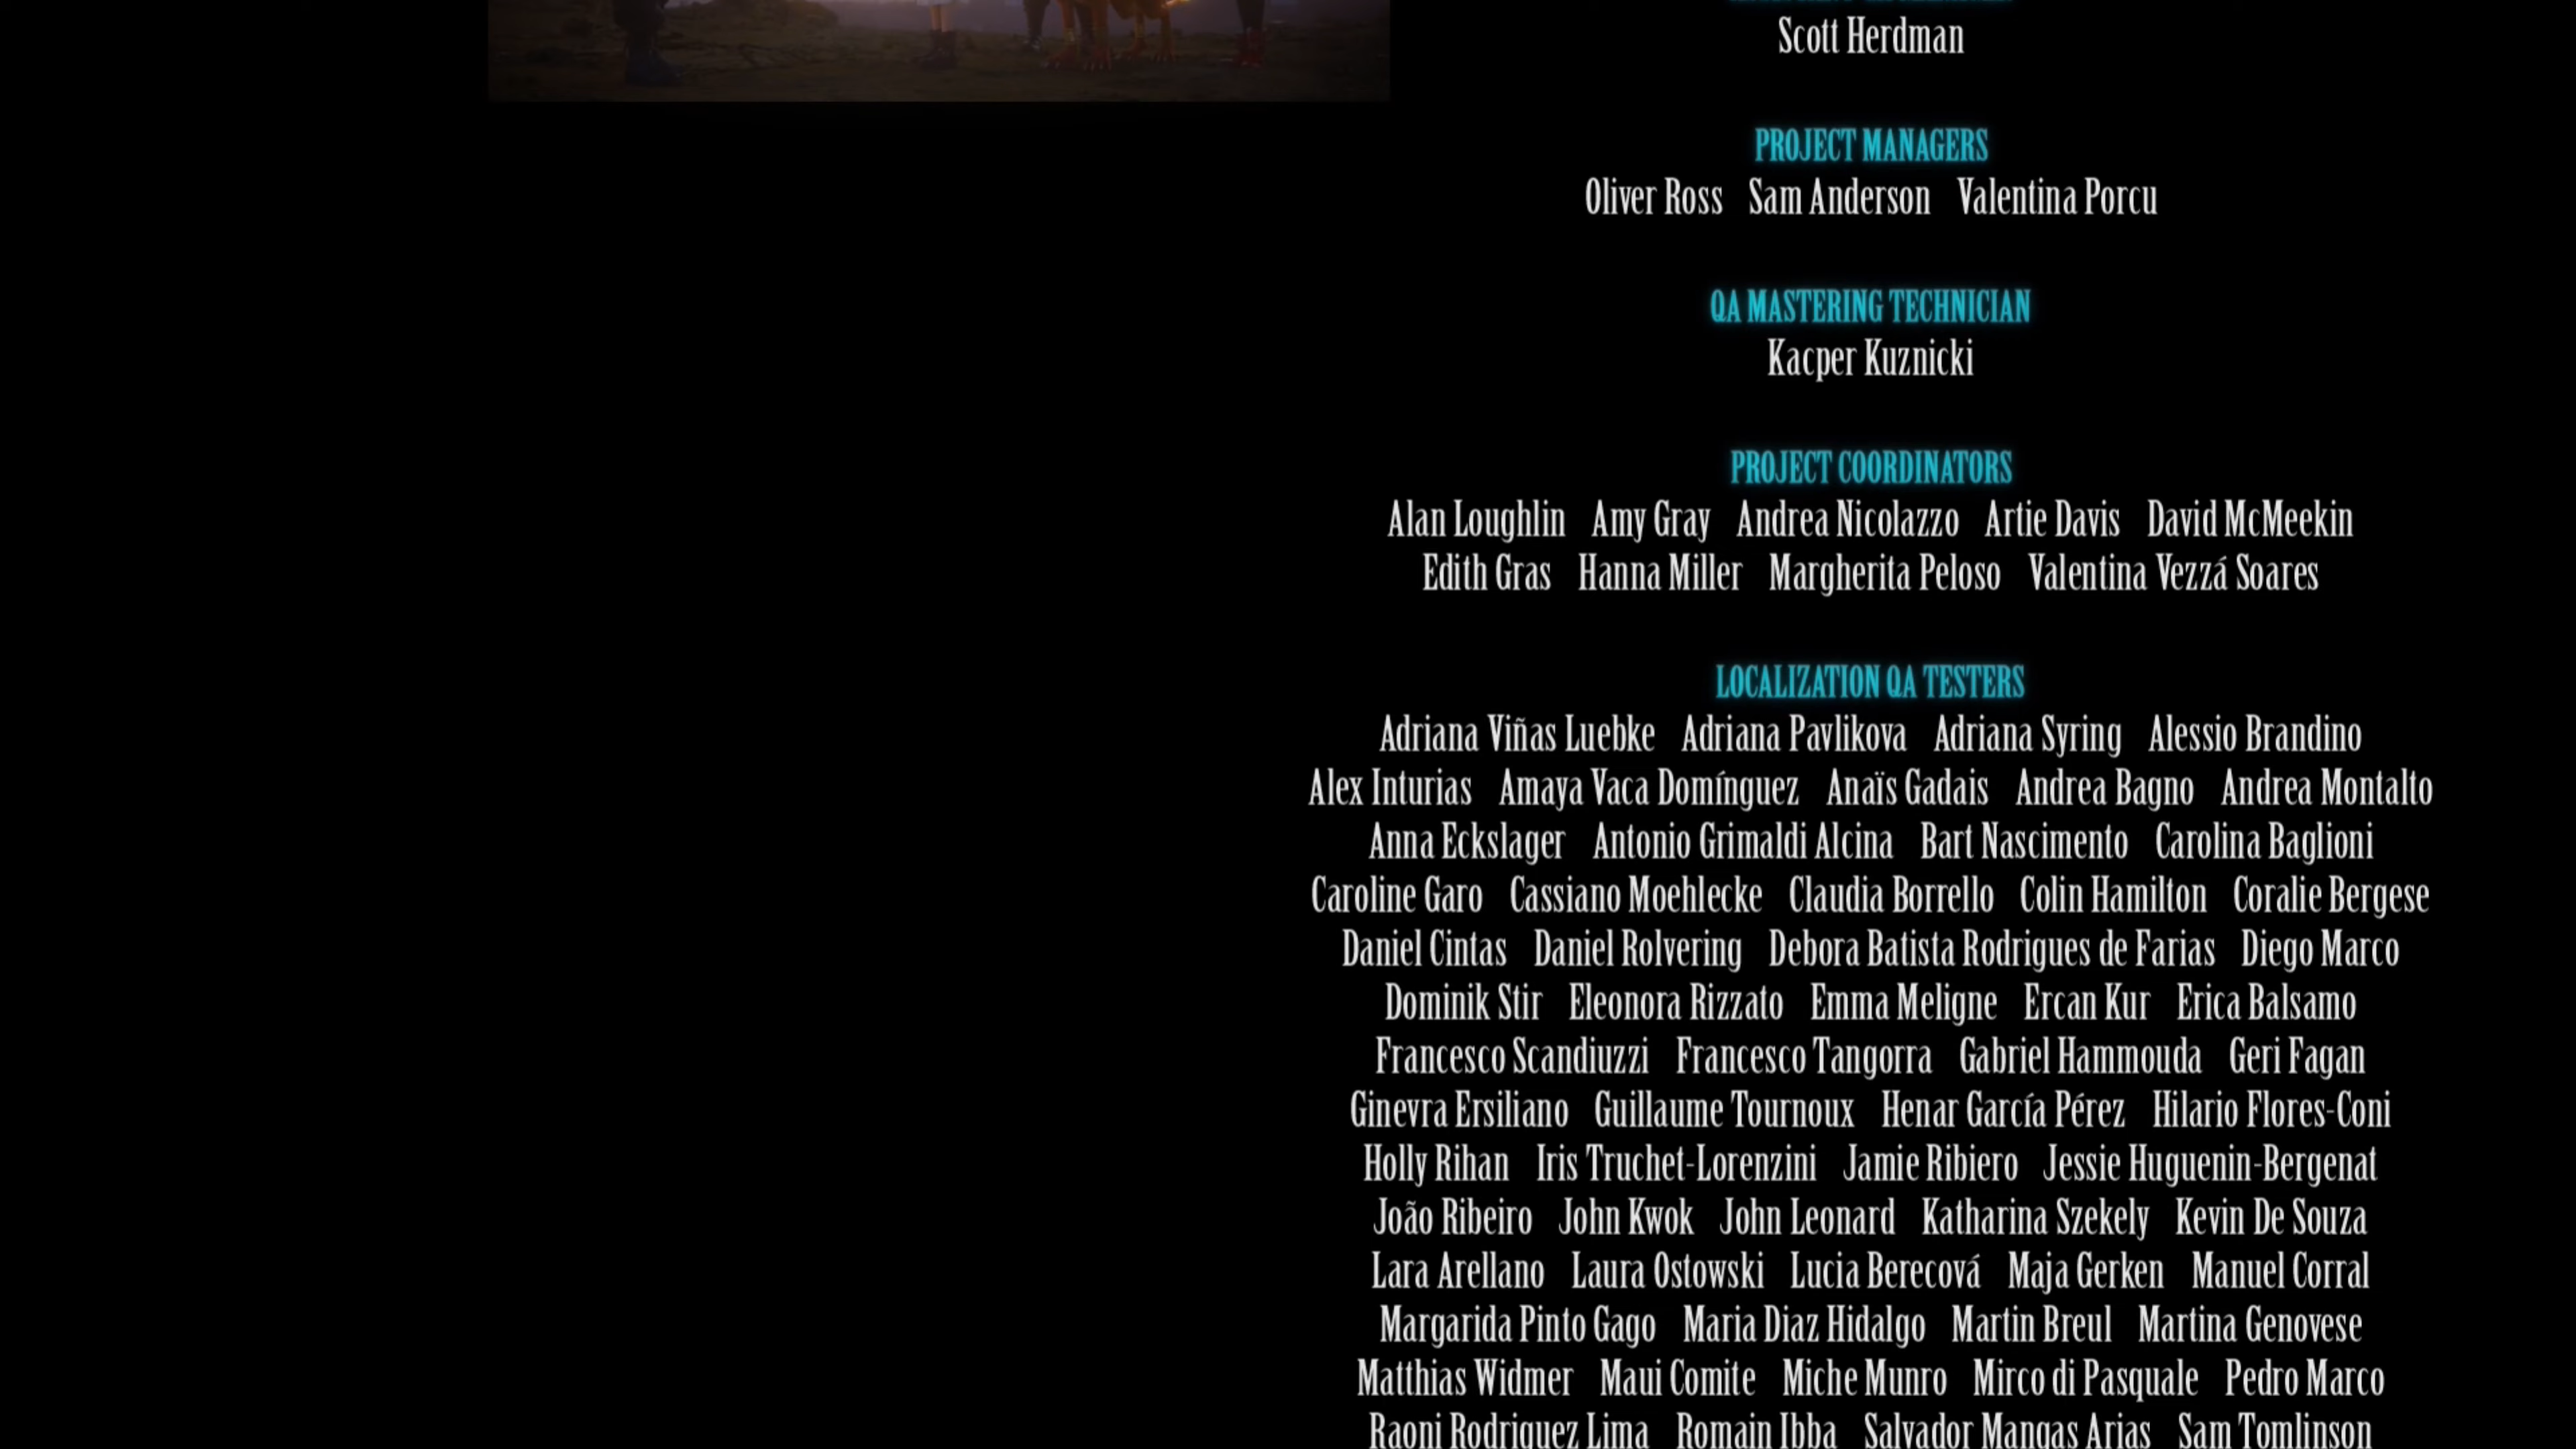 Scott Herdman
PROJECT MANAGERS
Oliver Ross Sam Anderson Valentina Porcu
QA MASTERING TECHNICIAN
Kacper Kuznicki
PROJECT COORDINATORS
Alan Loughlin Amy Gray Andrea Nicolazzo Artie Davis David McMeekin
Edith Gras Hanna Miller Margherita Peloso Valentina Vezzá Soares
LOCALIZATION QA TESTERS
Adriana Viñas Luebke Adriana Pavlikova Adriana Syring Alessio Brandino
Alex Inturias Amaya Vaca Domínguez Anaïs Gadais Andrea Bagno Andrea Montalto
Anna Eckslager Antonio Grimaldi Alcina Bart Nascimento Carolina Baglioni
Caroline Garo Cassiano Moehlecke Claudia Borrello Colin Hamilton Coralie Bergese
Daniel Cintas Daniel Rolvering Debora Batista Rodrigues de Farias Diego Marco
Dominik Stir Eleonora Rizzato Emma Meligne Ercan Kur Erica Balsamo
Francesco Scandiuzzi Francesco Tangorra Gabriel Hammouda Geri Fagan
Ginevra Ersiliano Guillaume Tournoux Henar García Pérez Hilario Flores-Coni
Holly Rihan Iris Truchet-Lorenzini Jamie Ribiero Jessie Huguenin-Bergenat
João Ribeiro John Kwok John Leonard Katharina Szekely Kevin De Souza
Lara Arellano Laura Ostowski Lucia Berecová Maja Gerken Manuel Corral
Margarida Pinto Gago Maria Diaz Hidalgo Martin Breul Martina Genovese
Matthias Widmer Maui Comite Miche Munro Mirco di Pasquale Pedro Marco
Raoni Rodriguez Lima Romain Ibba Salvador Mangas Arias Sam Tomlinson